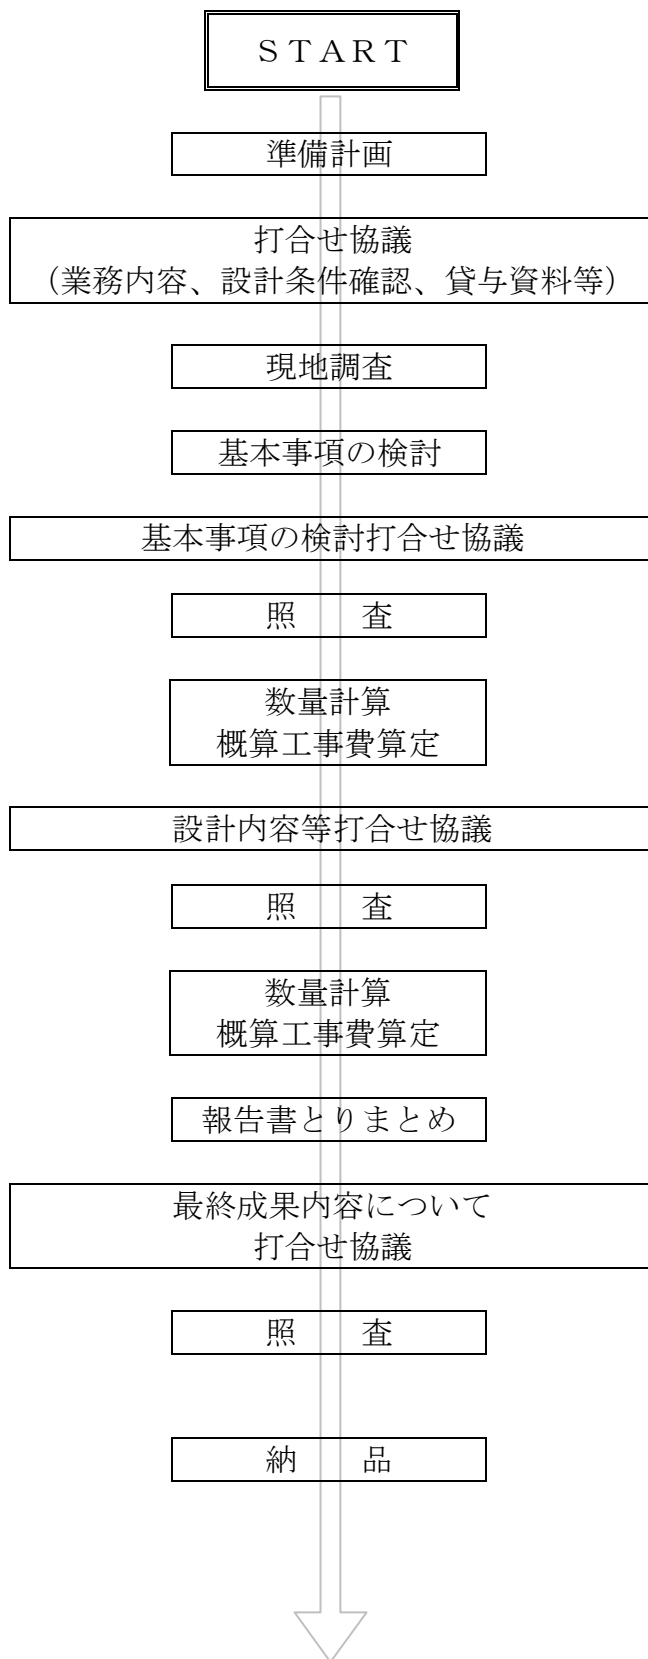 ＳＴＡＲＴ
準備計画
打合せ協議
（業務内容、設計条件確認、貸与資料等）
現地調査
基本事項の検討
基本事項の検討打合せ協議
照　　査
数量計算
概算工事費算定
設計内容等打合せ協議
照　　査
数量計算
概算工事費算定
報告書とりまとめ
最終成果内容について
打合せ協議
照　　査
納　　品